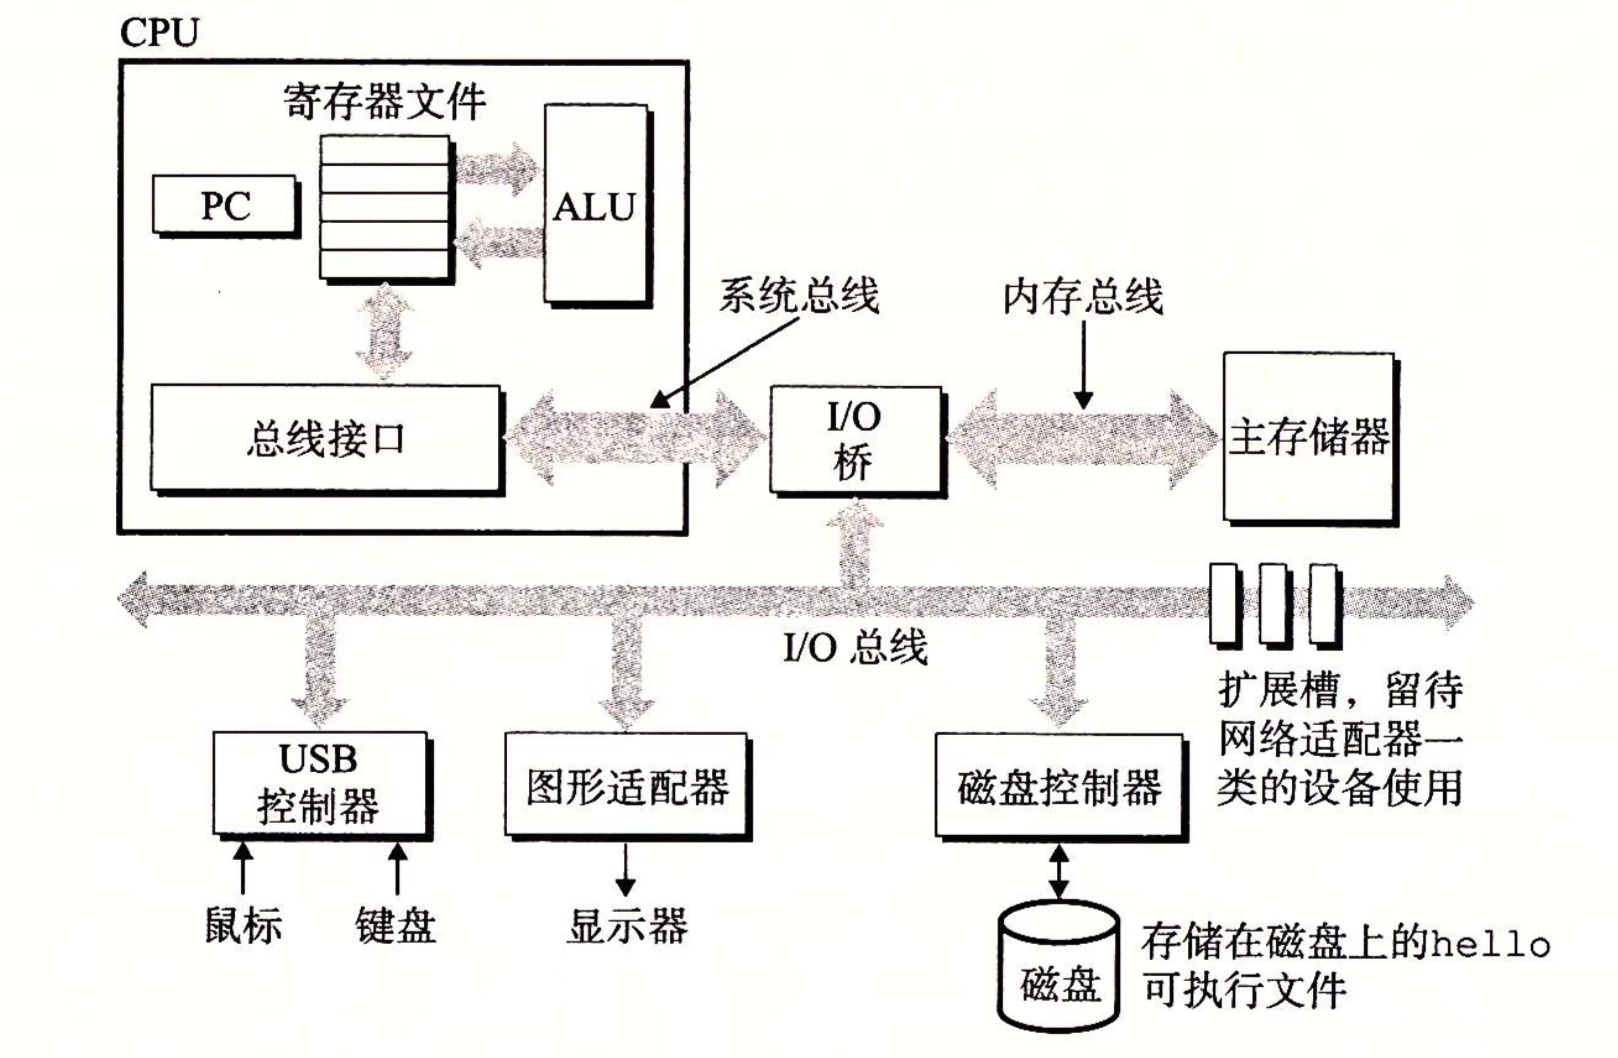 CPU
寄存器文件
PC
ALU
系统总线
内存总线
总线接口
I/O
桥
主存储器
I/O 总线
扩展槽，留待
网络适配器一
类的设备使用
USB
控制器
图形适配器
磁盘控制器
鼠标
键盘
显示器
磁盘
存储在磁盘上的hello
可执行文件